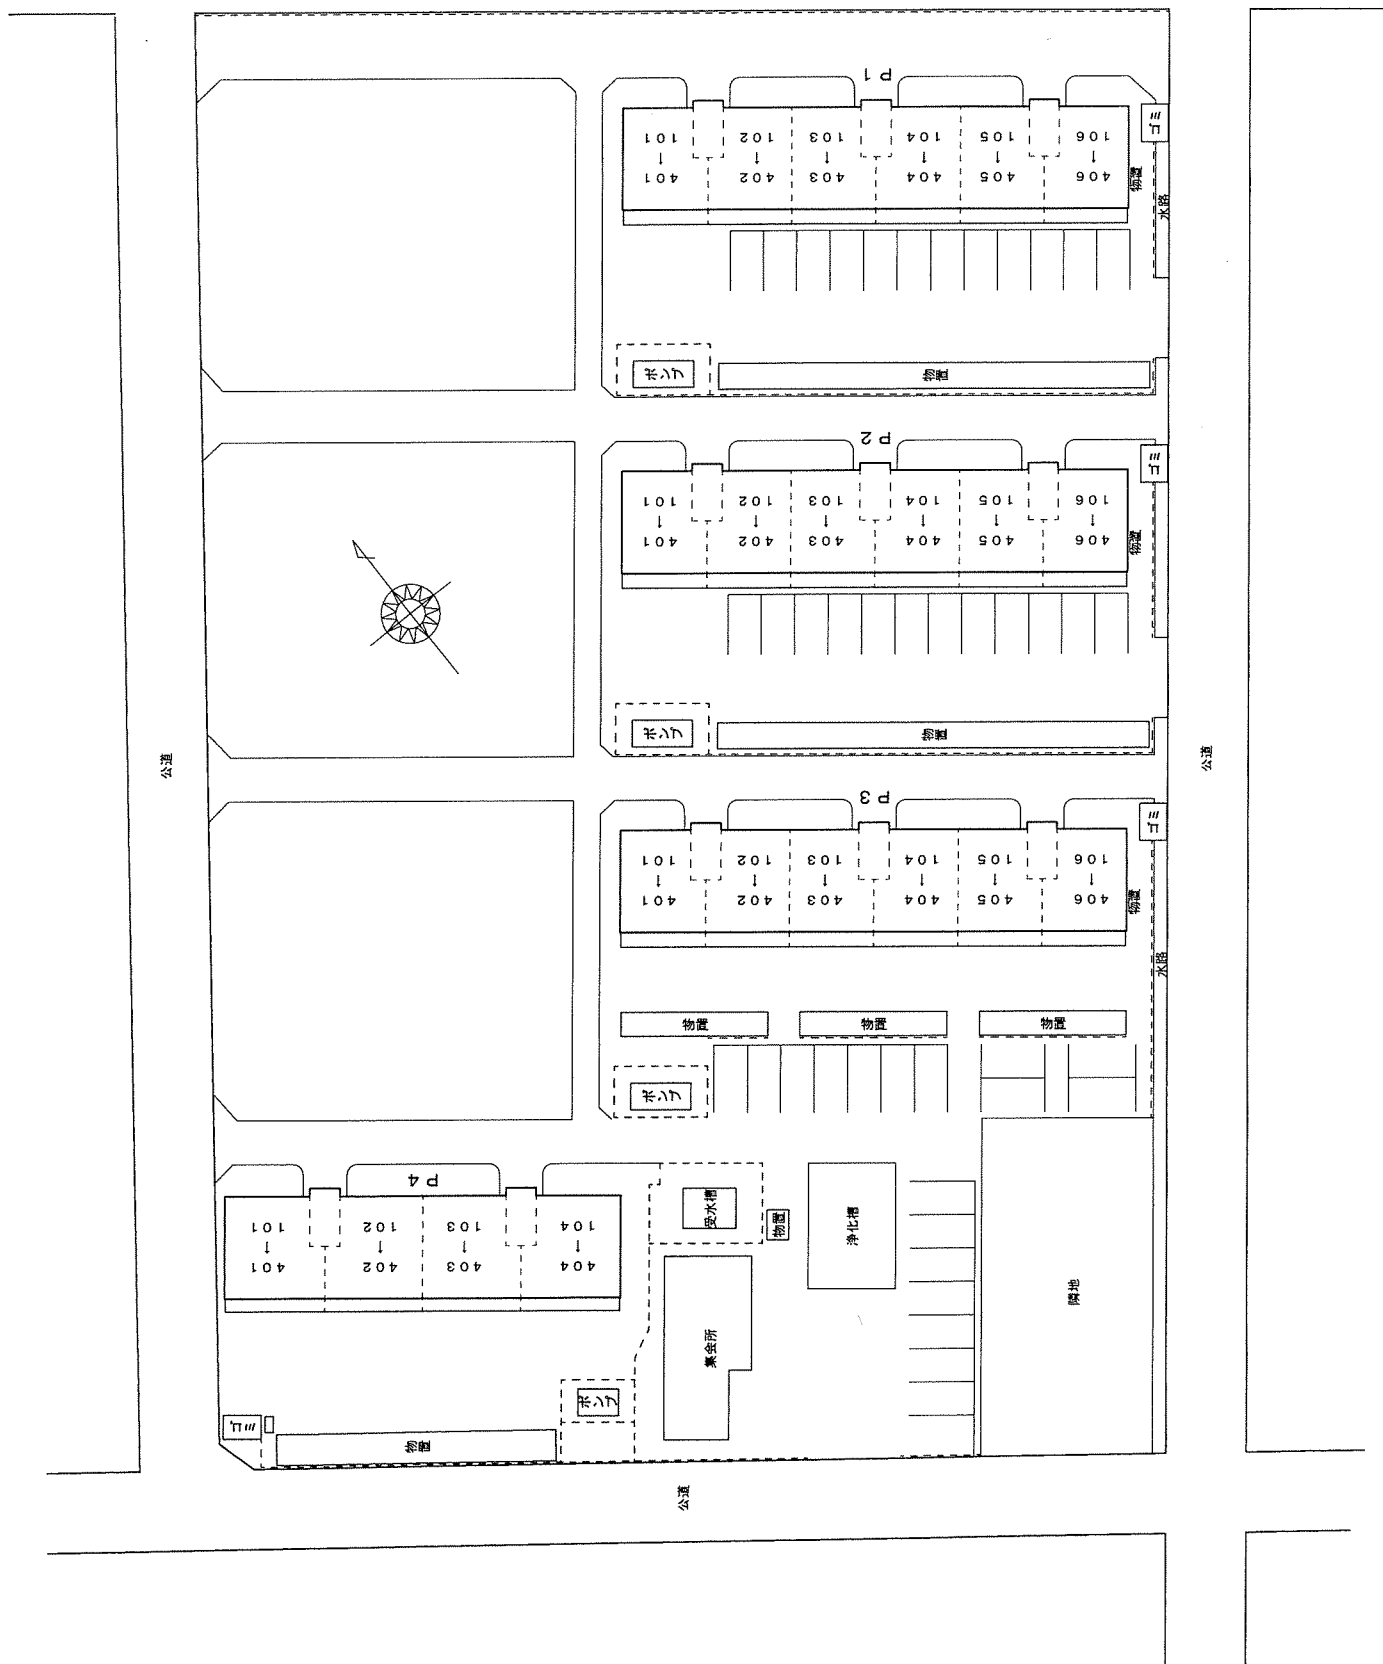 P1
101 102 103 104 105 106
↓ ↓ ↓ ↓ ↓ ↓
401 402 403 404 405 406
ゴミ
物置
水路
ポンプ
物置
P2
101 102 103 104 105 106
↓ ↓ ↓ ↓ ↓ ↓
401 402 403 404 405 406
ゴミ
物置
ポンプ
物置
公道
公道
P3
101 102 103 104 105 106
↓ ↓ ↓ ↓ ↓ ↓
401 402 403 404 405 406
ゴミ
物置
水路
物置
物置
物置
ポンプ
P4
101 102 103 104
↓ ↓ ↓ ↓
401 402 403 404
受水槽
物置
浄化槽
隣地
集会所
ポンプ
ゴミ
物置
公道